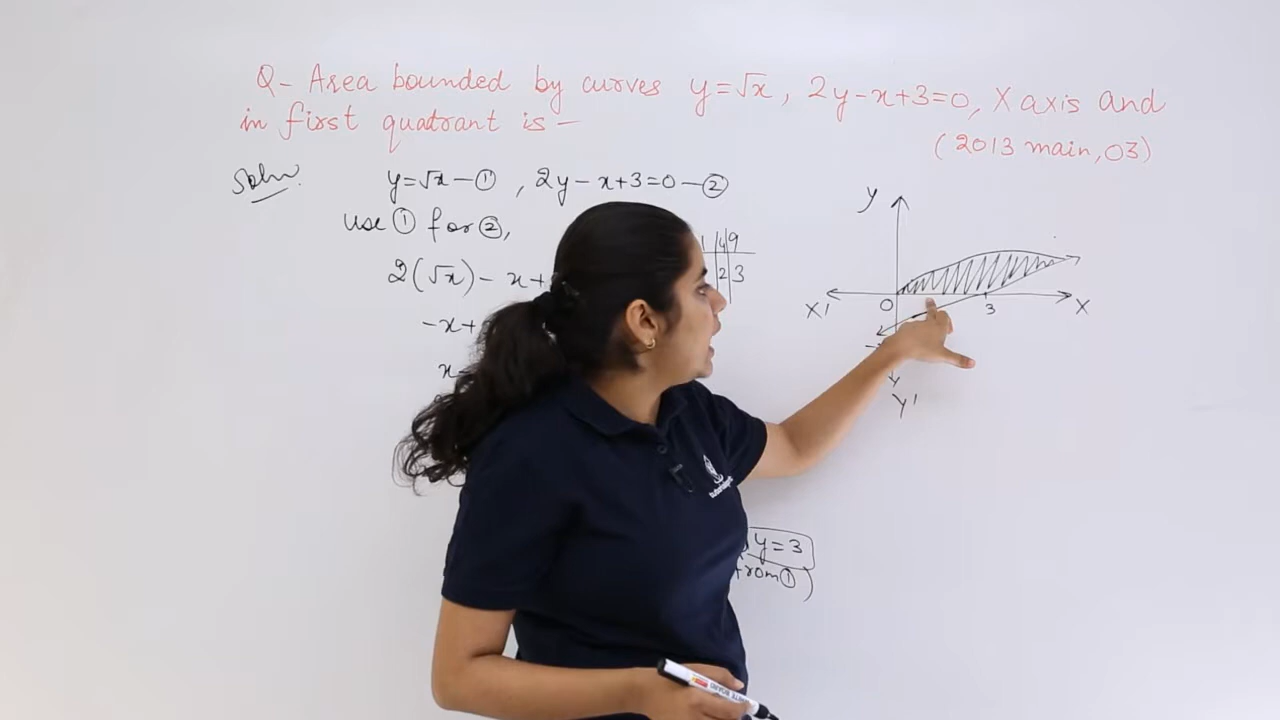 Q- Area bounded by curves y=√x, 2y-x+3=0, X axis and
in first quadrant is -
(2013 main, 03)
Soln.
y=√x - ①, 2y-x+3=0 - ②
use ① for ②,
1 4 9
2 3
2(√x) - x+
-x+
x-
y=3
from ①)
y
X'
O
3
X
y'